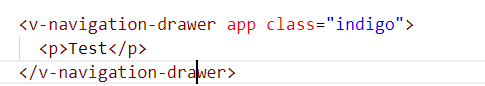 <v-navigation-drawer app class="indigo">
<p>Test</p>
</v-navigation-drawer>